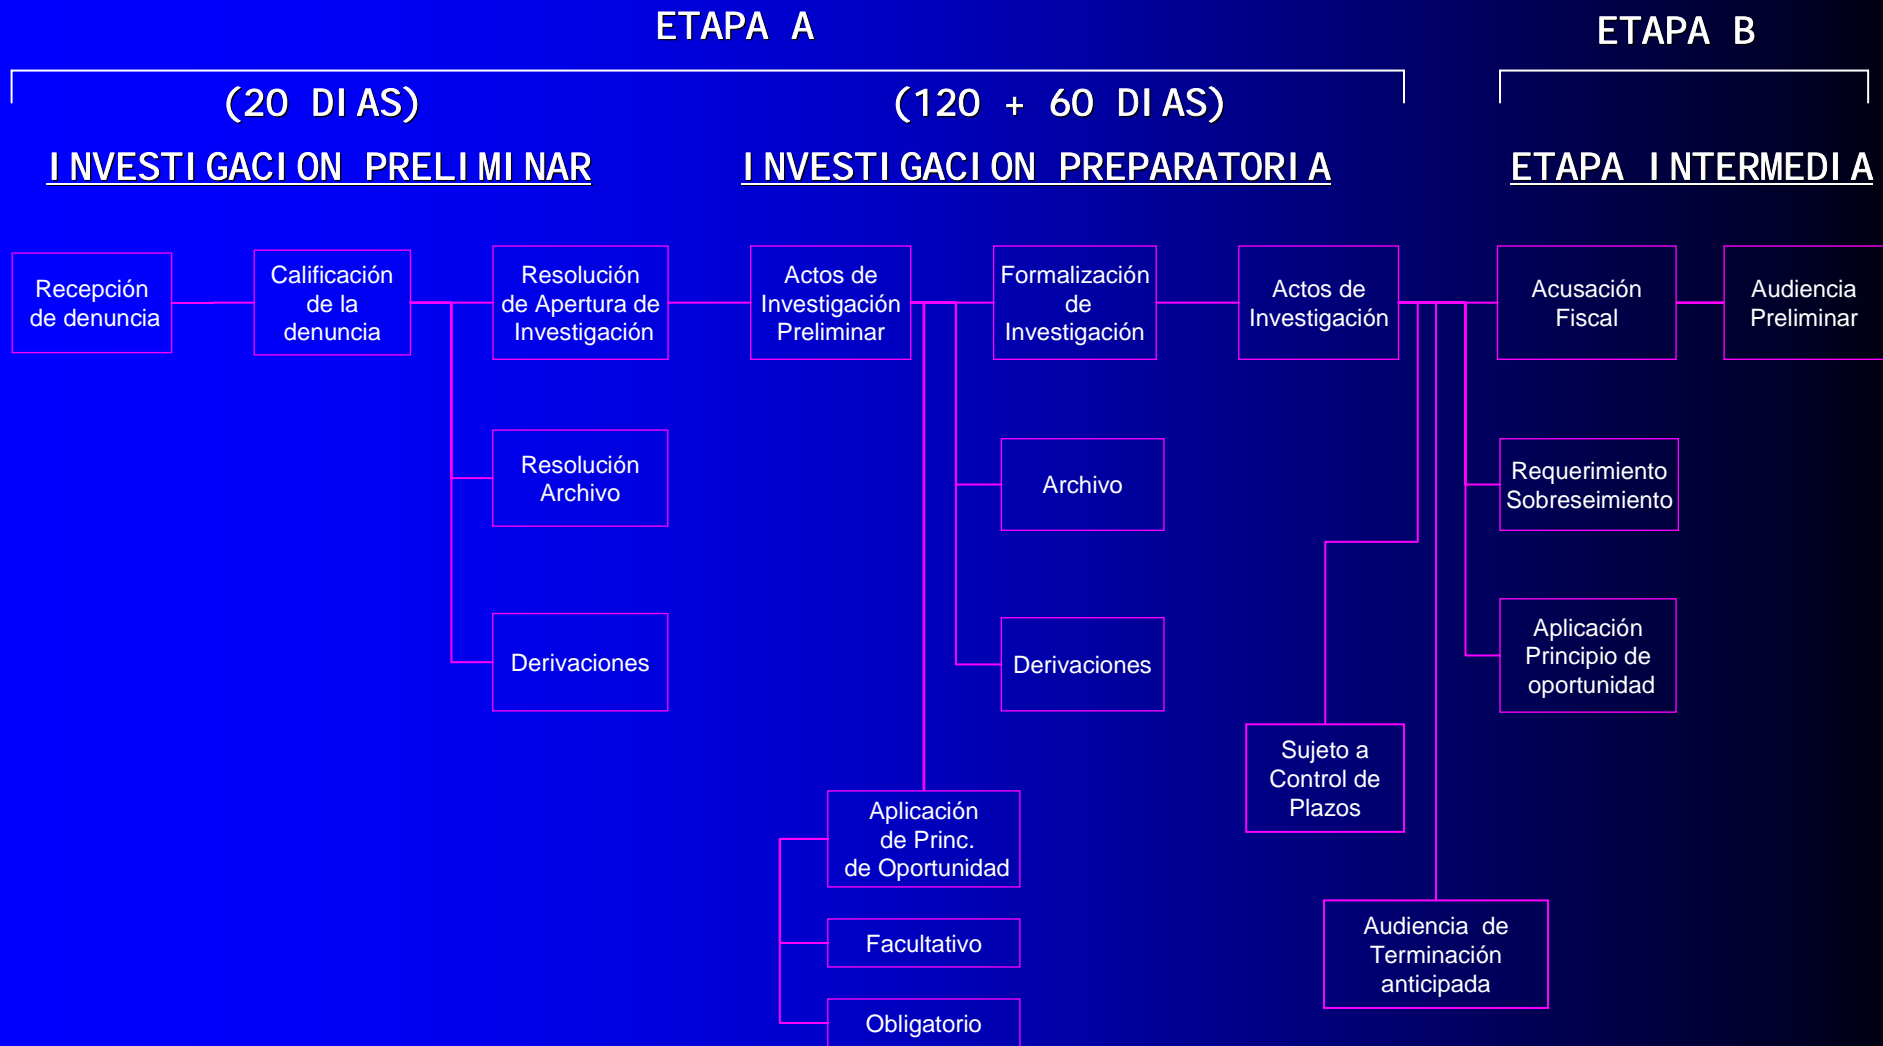 ETAPA A
ETAPA B
(20 DIAS)
(120 + 60 DIAS)
INVESTIGACION PRELIMINAR
INVESTIGACION PREPARATORIA
ETAPA INTERMEDIA
Recepción
de denuncia
Calificación
de la
denuncia
Resolución
de Apertura de
Investigación
Actos de
Investigación
Preliminar
Formalización
de
Investigación
Actos de
Investigación
Acusación
Fiscal
Audiencia
Preliminar
Resolución
Archivo
Archivo
Requerimiento
Sobreseimiento
Derivaciones
Derivaciones
Aplicación
Principio de
oportunidad
Sujeto a
Control de
Plazos
Aplicación
de Princ.
de Oportunidad
Facultativo
Obligatorio
Audiencia de
Terminación
anticipada